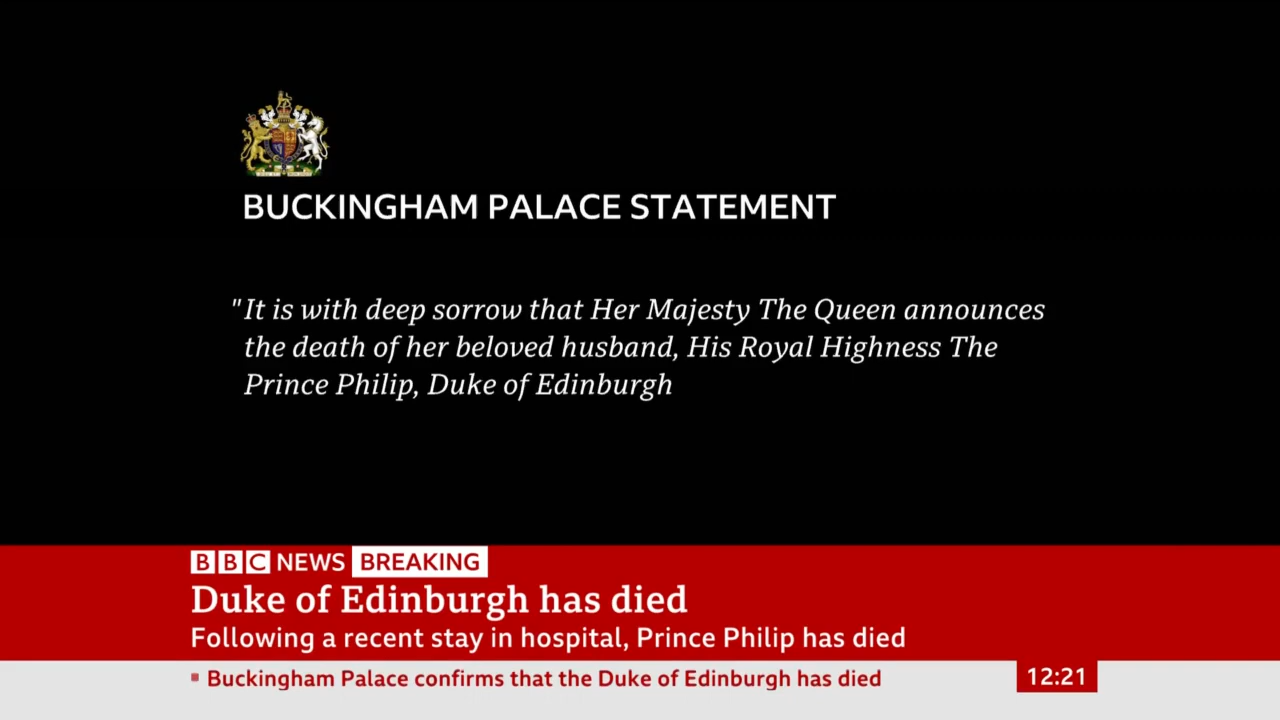 BUCKINGHAM PALACE STATEMENT
"It is with deep sorrow that Her Majesty The Queen announces
the death of her beloved husband, His Royal Highness The
Prince Philip, Duke of Edinburgh
BBC NEWS BREAKING
Duke of Edinburgh has died
Following a recent stay in hospital, Prince Philip has died
Buckingham Palace confirms that the Duke of Edinburgh has died
12:21